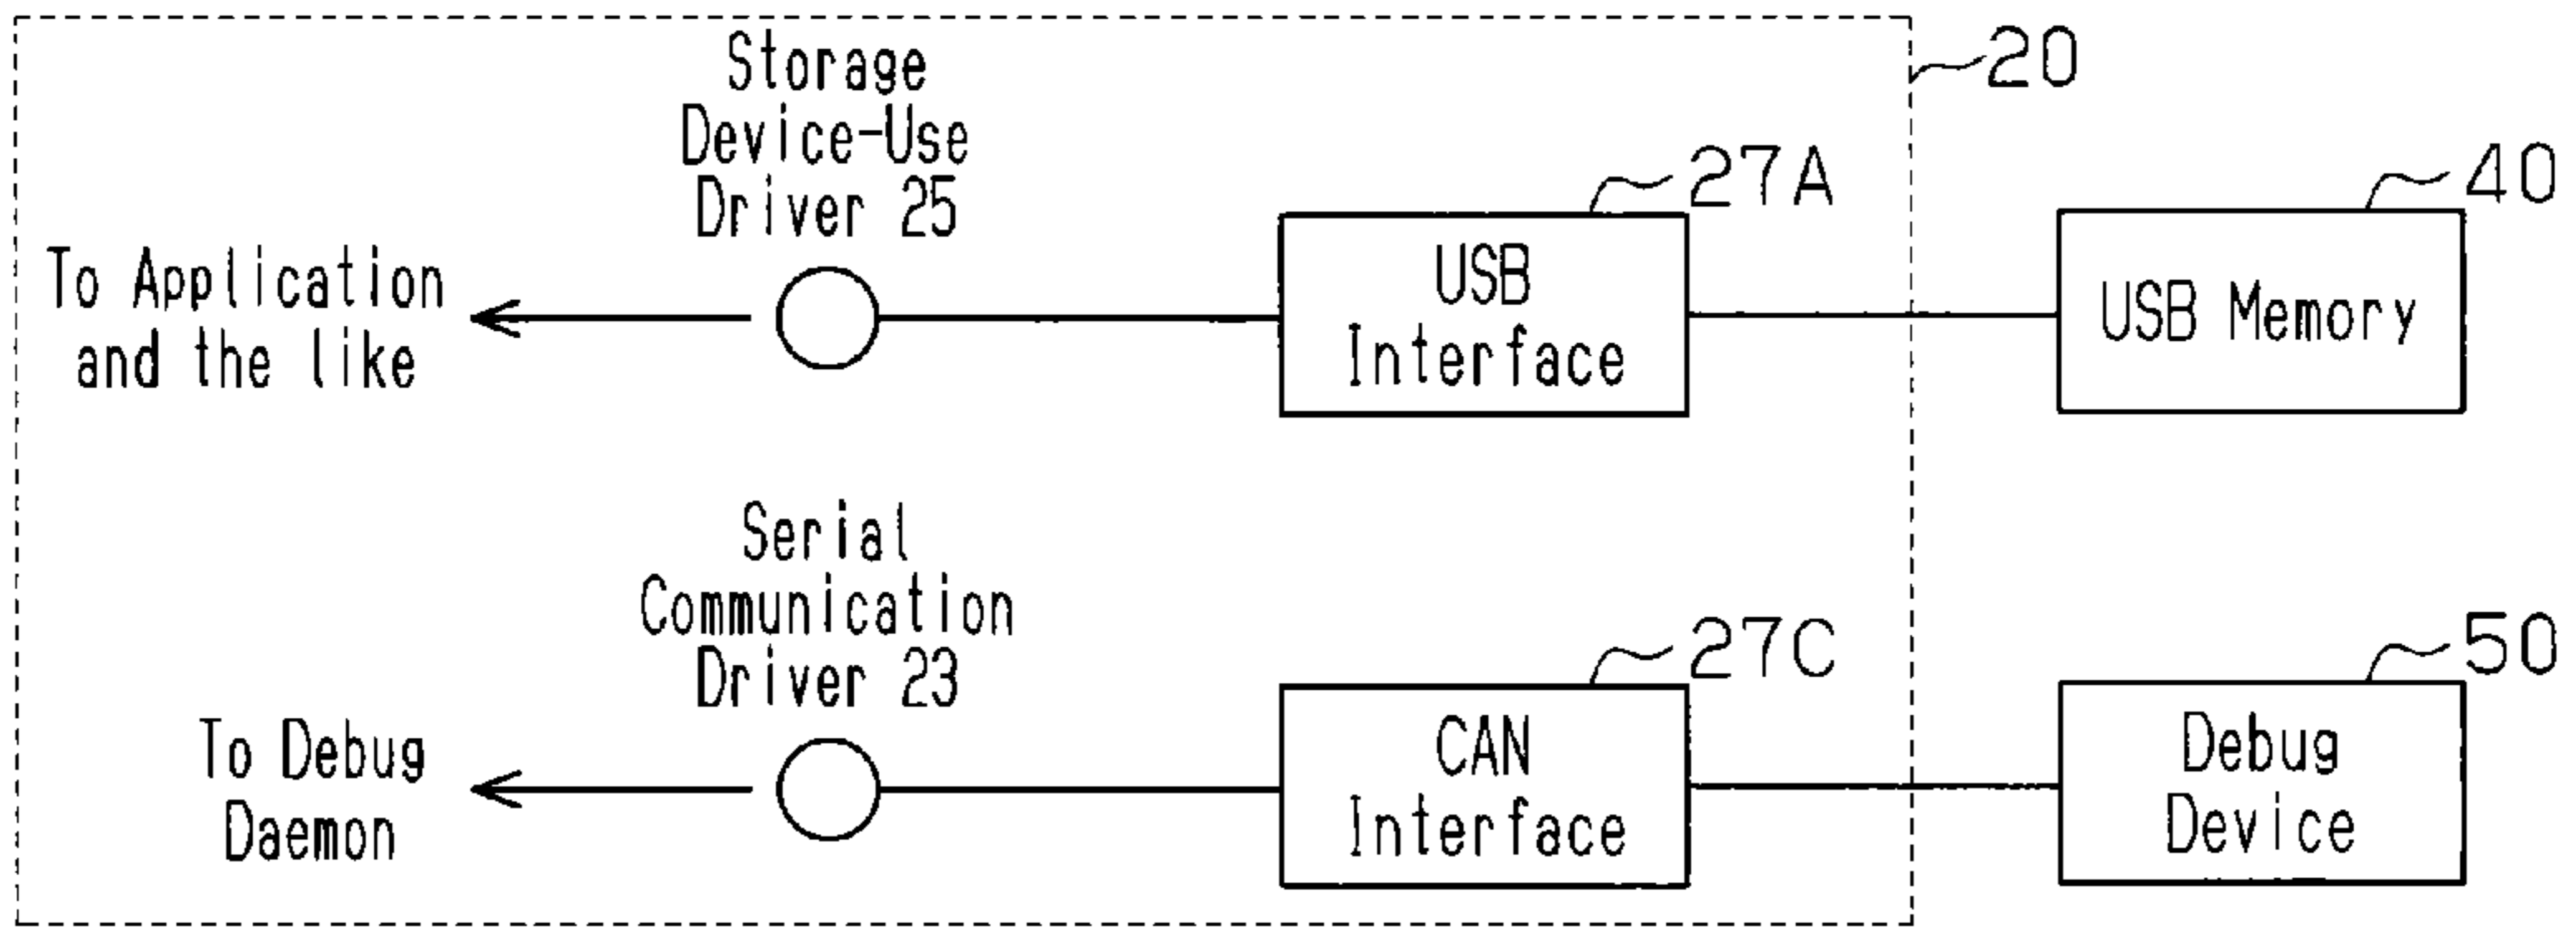 20
Storage
Device-Use
Driver 25
27A
40
To Application
and the like
USB
Interface
USB Memory
Serial
Communication
Driver 23
27C
50
To Debug
Daemon
CAN
Interface
Debug
Device